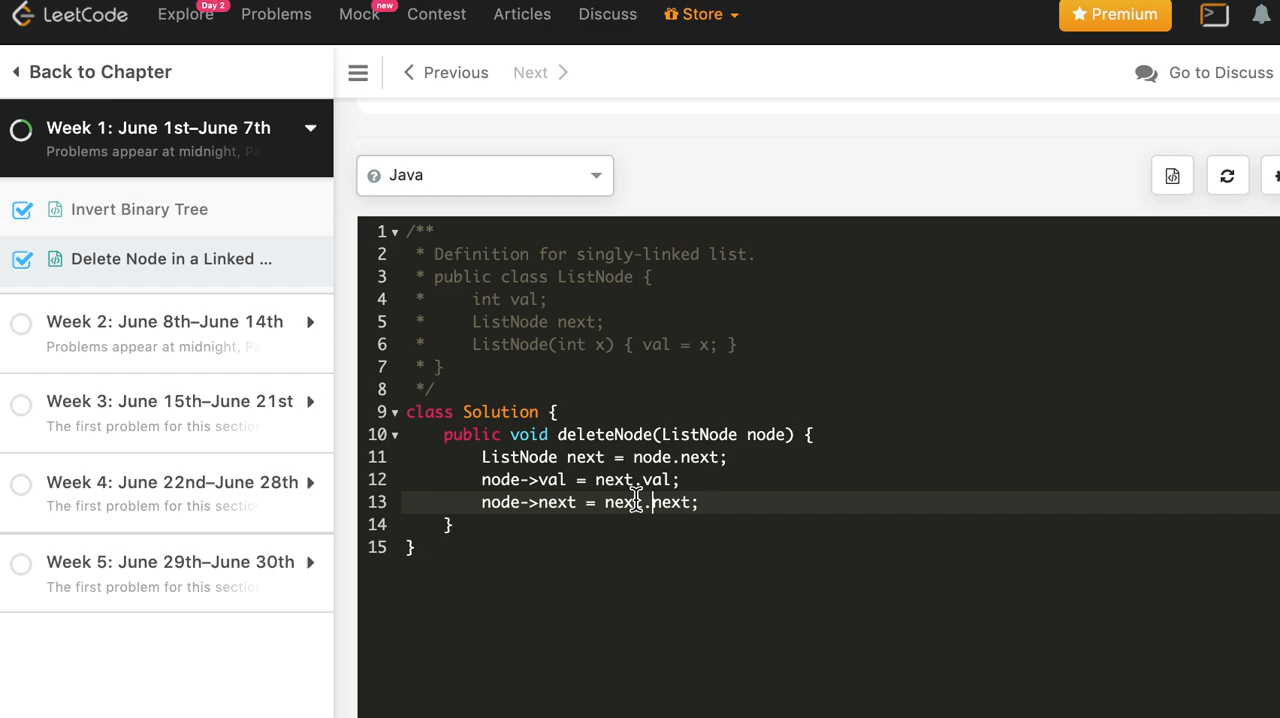 LeetCode Explore Day 2 Problems Mock new Contest Articles Discuss Store Premium
Back to Chapter
Previous Next Go to Discuss
Week 1: June 1st–June 7th
Problems appear at midnight, Pa
Invert Binary Tree
Delete Node in a Linked ...
Week 2: June 8th–June 14th
Problems appear at midnight, Pa
Week 3: June 15th–June 21st
The first problem for this sectio
Week 4: June 22nd–June 28th
The first problem for this sectio
Week 5: June 29th–June 30th
The first problem for this sectio
Java
1 /**
2  * Definition for singly-linked list.
3  * public class ListNode {
4  *     int val;
5  *     ListNode next;
6  *     ListNode(int x) { val = x; }
7  * }
8  */
9 class Solution {
10     public void deleteNode(ListNode node) {
11         ListNode next = node.next;
12         node->val = next.val;
13         node->next = next.next;
14     }
15 }